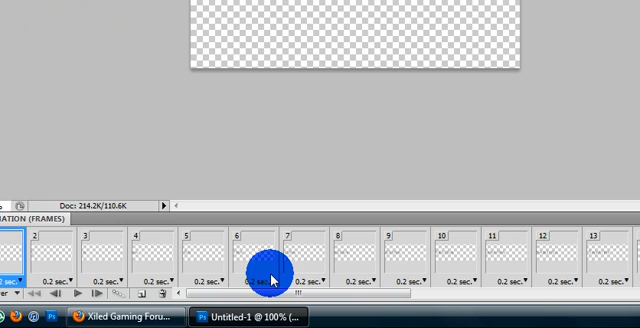 Doc: 214.2K/110.6K
ATION (FRAMES)
2 3 4 5 6 7 8 9 10 11 12 13
sec. 0.2 sec. 0.2 sec. 0.2 sec. 0.2 sec. 0.2 sec. 0.2 sec. 0.2 sec. 0.2 sec. 0.2 sec. 0.2 sec. 0.2 sec. 0.2 sec.
ver
Xiled Gaming Foru... Ps Untitled-1 @ 100% (...